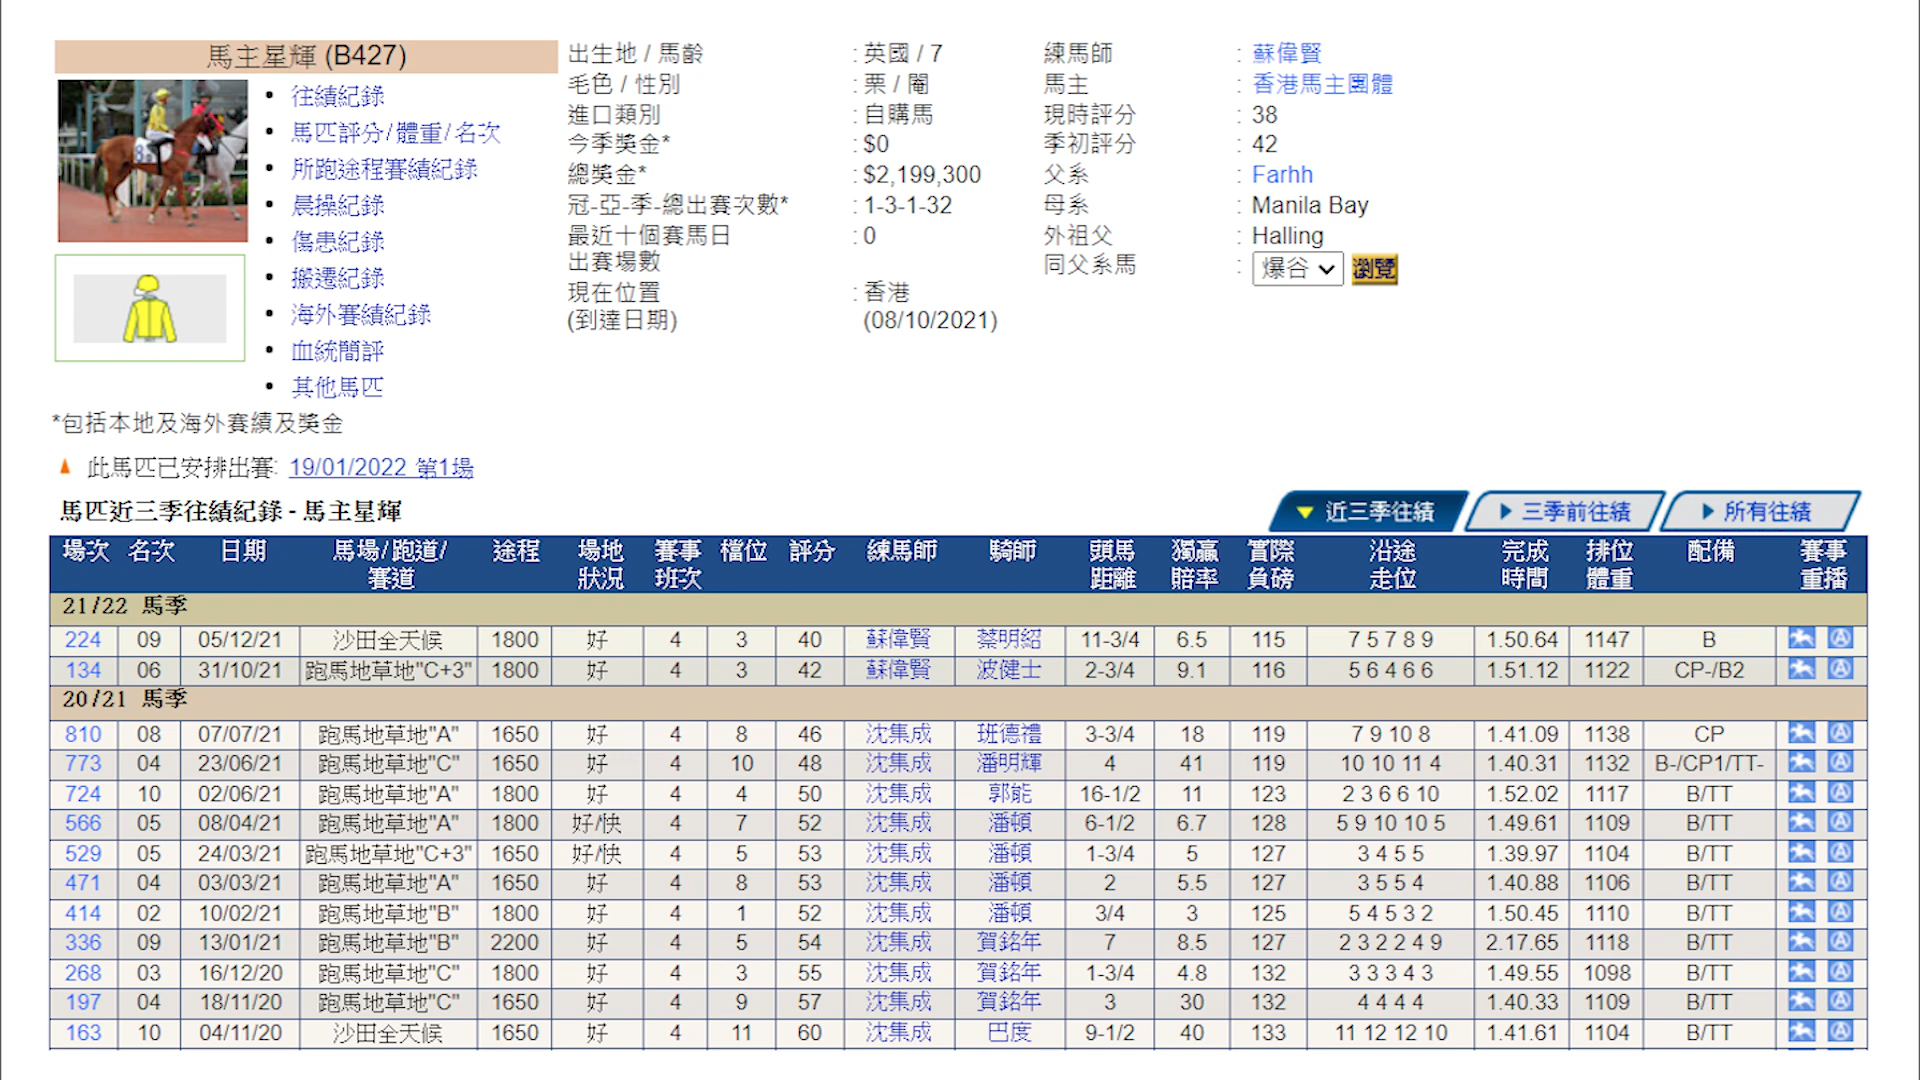 馬主星輝 (B427)
往績紀錄
馬匹評分/體重/名次
所跑途程賽績紀錄
晨操紀錄
傷患紀錄
搬遷紀錄
海外賽績紀錄
血統簡評
其他馬匹
出生地 / 馬齡 : 英國 / 7
毛色 / 性別 : 栗 / 閹
進口類別 : 自購馬
今季獎金* : $0
總獎金* : $2,199,300
冠-亞-季-總出賽次數* : 1-3-1-32
最近十個賽馬日 : 0
出賽場數
現在位置 : 香港
(到達日期) (08/10/2021)
練馬師 : 蘇偉賢
馬主 : 香港馬主團體
現時評分 : 38
季初評分 : 42
父系 : Farhh
母系 : Manila Bay
外祖父 : Halling
同父系馬 : 爆谷 瀏覽
*包括本地及海外賽績及獎金
此馬匹已安排出賽: 19/01/2022 第1場
馬匹近三季往績紀錄 - 馬主星輝
近三季往績 三季前往績 所有往績
場次 名次 日期 馬場/跑道/賽道 途程 場地狀況 賽事班次 檔位 評分 練馬師 騎師 頭馬距離 獨贏賠率 實際負磅 沿途走位 完成時間 排位體重 配備 賽事重播
21/22 馬季
224 09 05/12/21 沙田全天候 1800 好 4 3 40 蘇偉賢 蔡明紹 11-3/4 6.5 115 7 5 7 8 9 1.50.64 1147 B
134 06 31/10/21 跑馬地草地"C+3" 1800 好 4 3 42 蘇偉賢 波健士 2-3/4 9.1 116 5 6 4 6 6 1.51.12 1122 CP-/B2
20/21 馬季
810 08 07/07/21 跑馬地草地"A" 1650 好 4 8 46 沈集成 班德禮 3-3/4 18 119 7 9 10 8 1.41.09 1138 CP
773 04 23/06/21 跑馬地草地"C" 1650 好 4 10 48 沈集成 潘明輝 4 41 119 10 10 11 4 1.40.31 1132 B-/CP1/TT-
724 10 02/06/21 跑馬地草地"A" 1800 好 4 4 50 沈集成 郭能 16-1/2 11 123 2 3 6 6 10 1.52.02 1117 B/TT
566 05 08/04/21 跑馬地草地"A" 1800 好/快 4 7 52 沈集成 潘頓 6-1/2 6.7 128 5 9 10 10 5 1.49.61 1109 B/TT
529 05 24/03/21 跑馬地草地"C+3" 1650 好/快 4 5 53 沈集成 潘頓 1-3/4 5 127 3 4 5 5 1.39.97 1104 B/TT
471 04 03/03/21 跑馬地草地"A" 1650 好 4 8 53 沈集成 潘頓 2 5.5 127 3 5 5 4 1.40.88 1106 B/TT
414 02 10/02/21 跑馬地草地"B" 1800 好 4 1 52 沈集成 潘頓 3/4 3 125 5 4 5 3 2 1.50.45 1110 B/TT
336 09 13/01/21 跑馬地草地"B" 2200 好 4 5 54 沈集成 賀銘年 7 8.5 127 2 3 2 2 4 9 2.17.65 1118 B/TT
268 03 16/12/20 跑馬地草地"C" 1800 好 4 3 55 沈集成 賀銘年 1-3/4 4.8 132 3 3 3 4 3 1.49.55 1098 B/TT
197 04 18/11/20 跑馬地草地"C" 1650 好 4 9 57 沈集成 賀銘年 3 30 132 4 4 4 4 1.40.33 1109 B/TT
163 10 04/11/20 沙田全天候 1650 好 4 11 60 沈集成 巴度 9-1/2 40 133 11 12 12 10 1.41.61 1104 B/TT